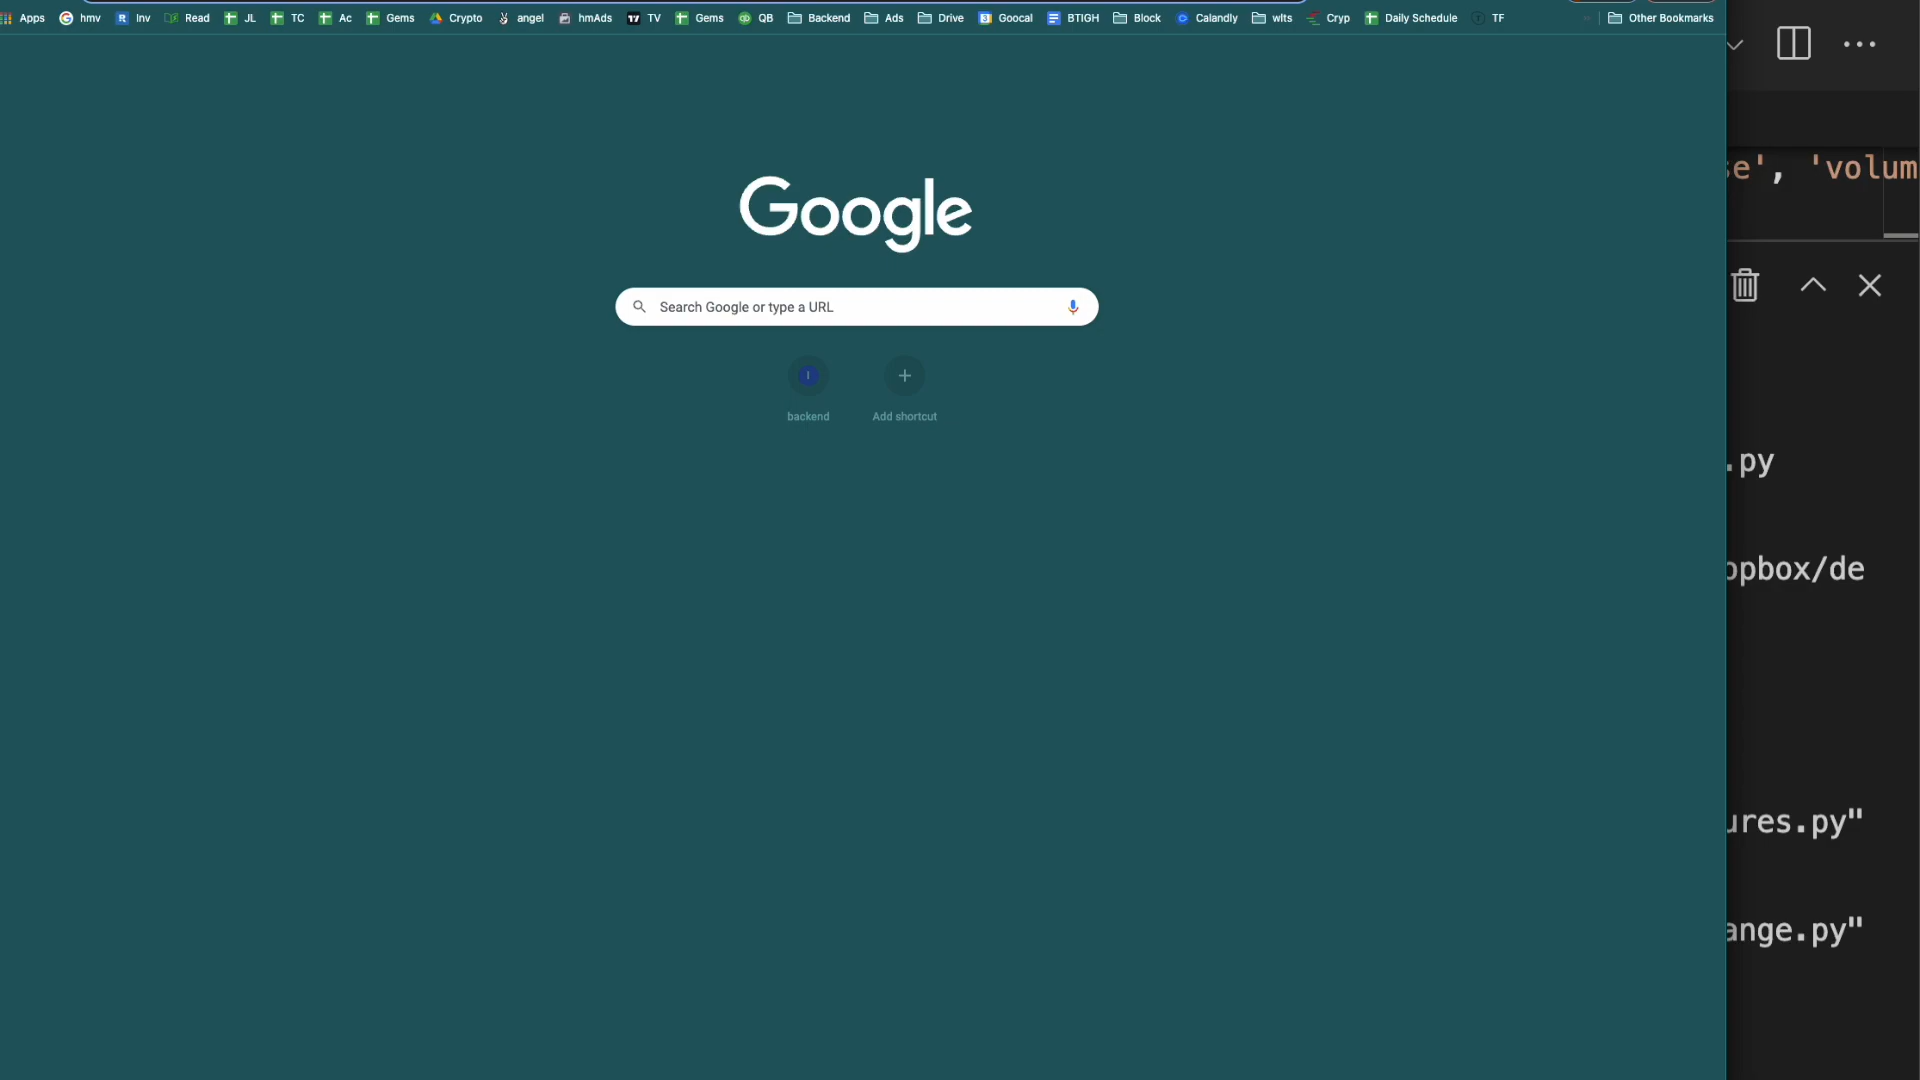 Apps hmv Inv Read JL TC Ac Gems Crypto angel hmAds TV Gems QB Backend Ads Drive Goocal BTIGH Block Calandly wlts Cryp Daily Schedule TF Other Bookmarks
se', 'volum
Google
Search Google or type a URL
backend Add shortcut
.py
opbox/de
ures.py"
ange.py"